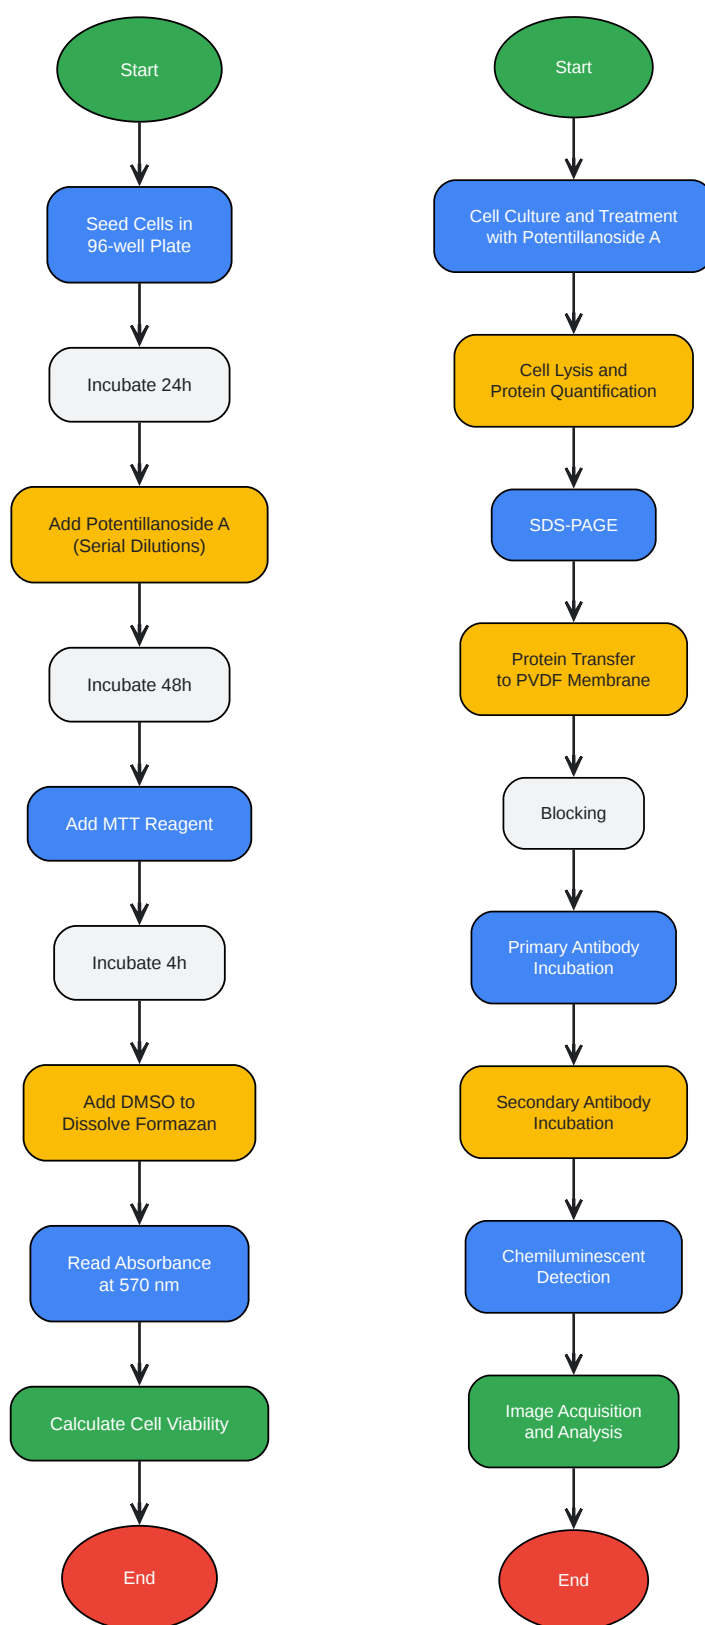 Start
Seed Cells in
96-well Plate
Incubate 24h
Add Potentillanoside A
(Serial Dilutions)
Incubate 48h
Add MTT Reagent
Incubate 4h
Add DMSO to
Dissolve Formazan
Read Absorbance
at 570 nm
Calculate Cell Viability
End
Start
Cell Culture and Treatment
with Potentillanoside A
Cell Lysis and
Protein Quantification
SDS-PAGE
Protein Transfer
to PVDF Membrane
Blocking
Primary Antibody
Incubation
Secondary Antibody
Incubation
Chemiluminescent
Detection
Image Acquisition
and Analysis
End